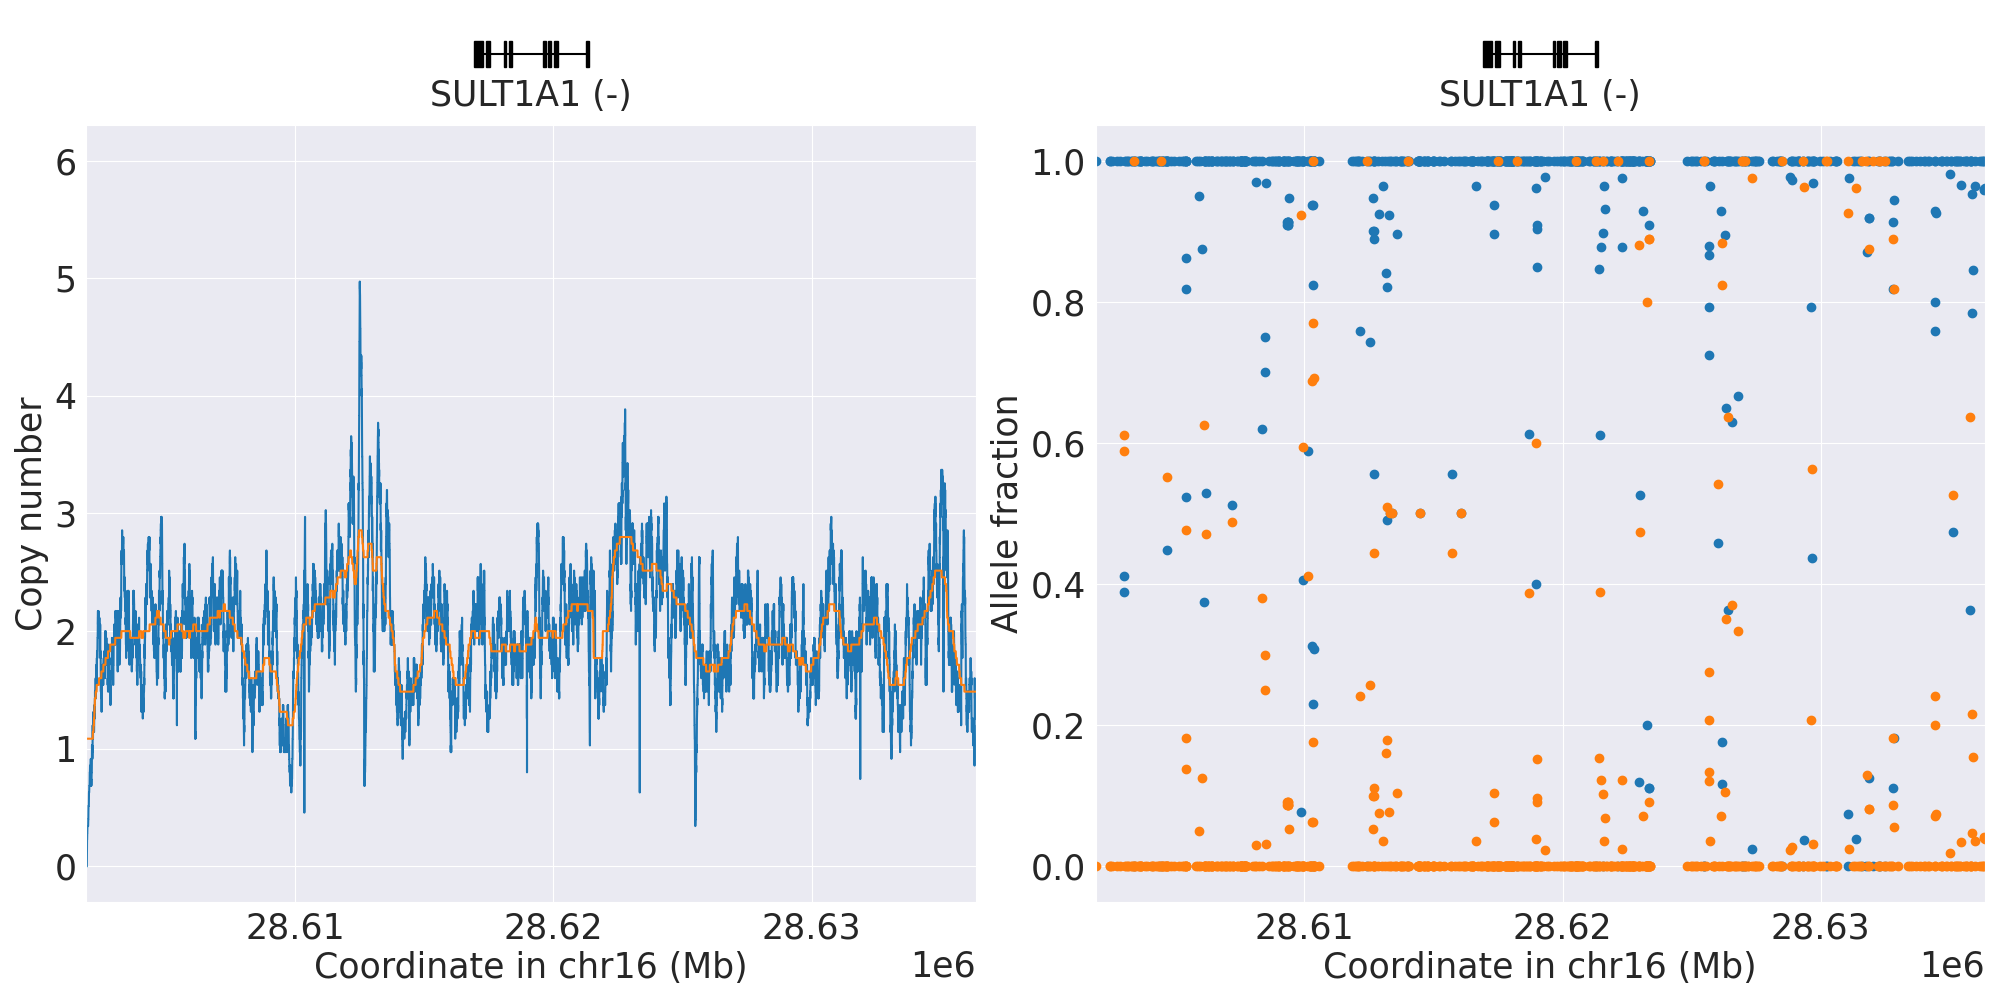 SULT1A1 (-)
Copy number
6
5
4
3
2
1
0
28.61
28.62
28.63
Coordinate in chr16 (Mb)
1e6
SULT1A1 (-)
Allele fraction
1.0
0.8
0.6
0.4
0.2
0.0
28.61
28.62
28.63
Coordinate in chr16 (Mb)
1e6